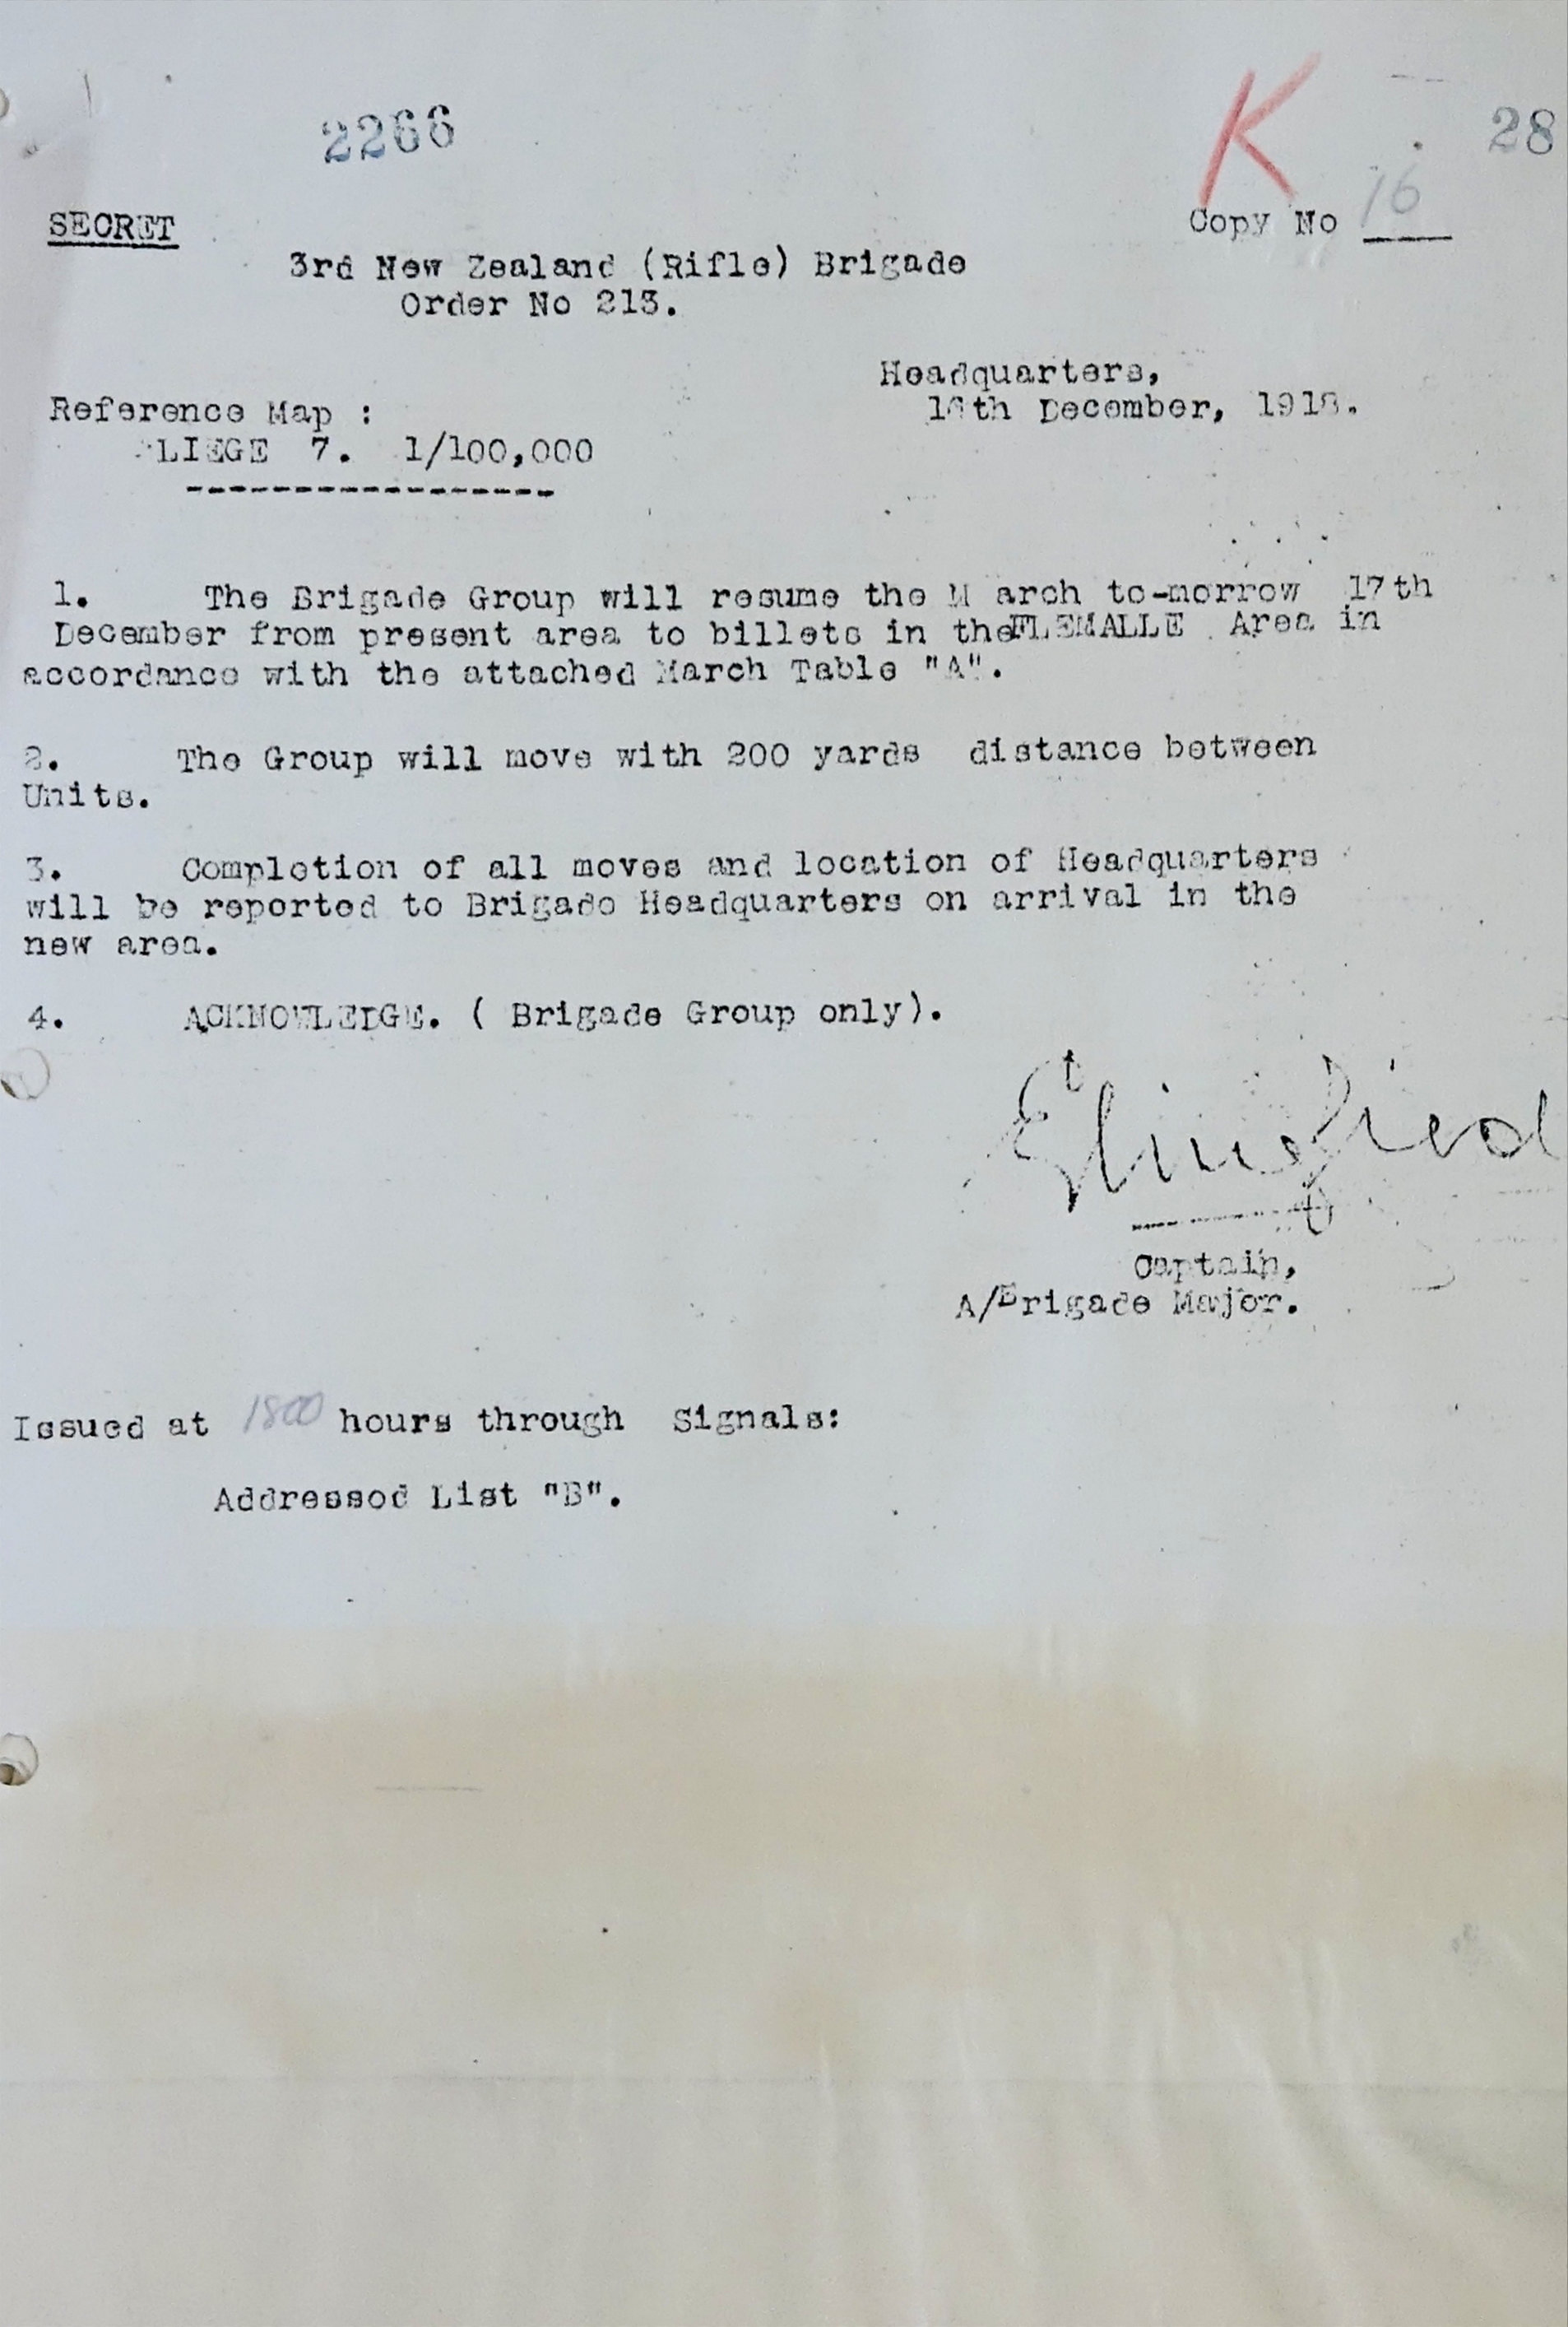 2266
K
28
SECRET
Copy No 16
3rd New Zealand (Rifle) Brigade
Order No 213.
Headquarters,
16th December, 1918.
Reference Map :
LIEGE 7. 1/100,000
1. The Brigade Group will resume the M arch to-morrow 17th
December from present area to billets in the FLEMALLE Area in
accordance with the attached March Table "A".
2. The Group will move with 200 yards distance between
Units.
3. Completion of all moves and location of Headquarters
will be reported to Brigade Headquarters on arrival in the
new area.
4. ACKNOWLEDGE. ( Brigade Group only).
Captain,
A/Brigade Major.
Issued at 1800 hours through Signals:
Addressed List "B".